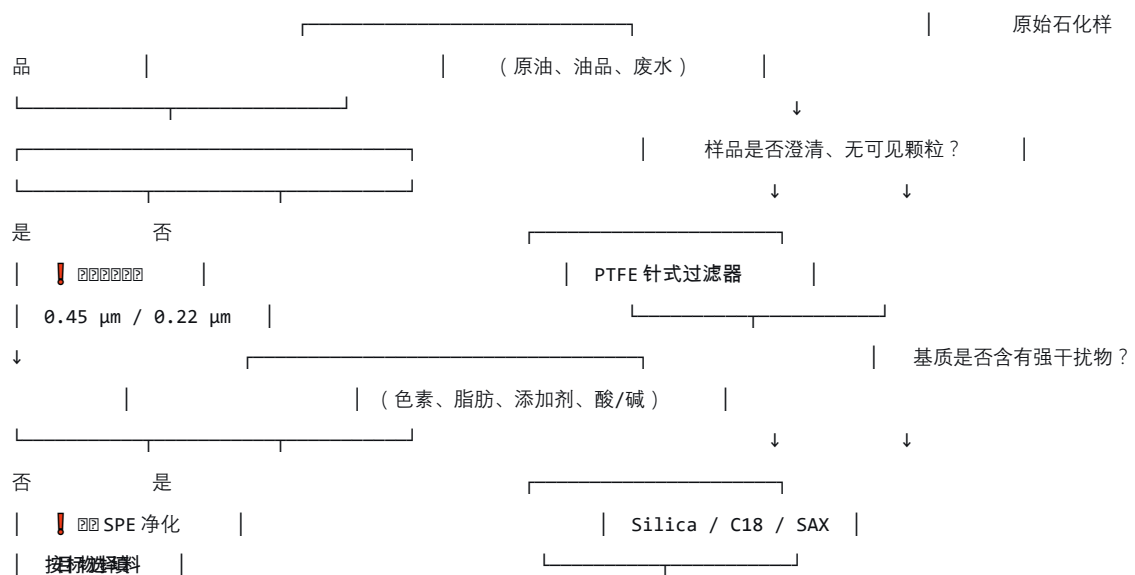 原始石化样
品
（原油、油品、废水）
↓
样品是否澄清、无可见颗粒？
↓ ↓
是 否
❗
PTFE 针式过滤器
0.45 µm / 0.22 µm
↓ 基质是否含有强干扰物？
（色素、脂肪、添加剂、酸/碱）
↓ ↓
否 是
❗ SPE 净化 Silica / C18 / SAX